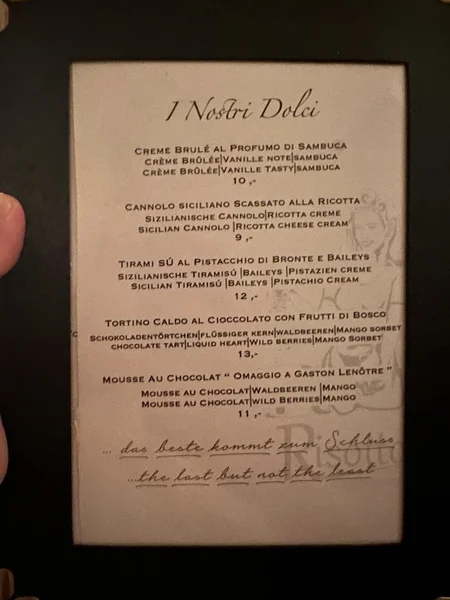 I Nostri Dolci
Creme Brulé al Profumo di Sambuca
Crème Brûlée|Vanille note|sambuca
Crème Brûlée|Vanille Tasty|sambuca
10 ,-
Cannolo siciliano Scassato alla Ricotta
Sizilianische Cannolo|Ricotta creme
Sicilian Cannolo |Ricotta cheese cream
9 ,-
Tirami Sú al Pistacchio di Bronte e Baileys
Sizilianische Tiramisú |Baileys |Pistazien creme
Sicilian Tiramisú |Baileys |Pistachio Cream
12 ,-
Tortino Caldo al Cioccolato con Frutti di Bosco
Schokoladentörtchen|flüssiger kern|waldbeeren|Mango sorbet
chocolate tart|Liquid heart|Wild berries|Mango Sorbet
13,-
Mousse Au Chocolat “ Omaggio a Gaston Lenôtre ”
Mousse au Chocolat|Waldbeeren |Mango
Mousse au Chocolat|wild Berries|Mango
11 ,-
... das beste kommt zum Schluss
...the last but not the least